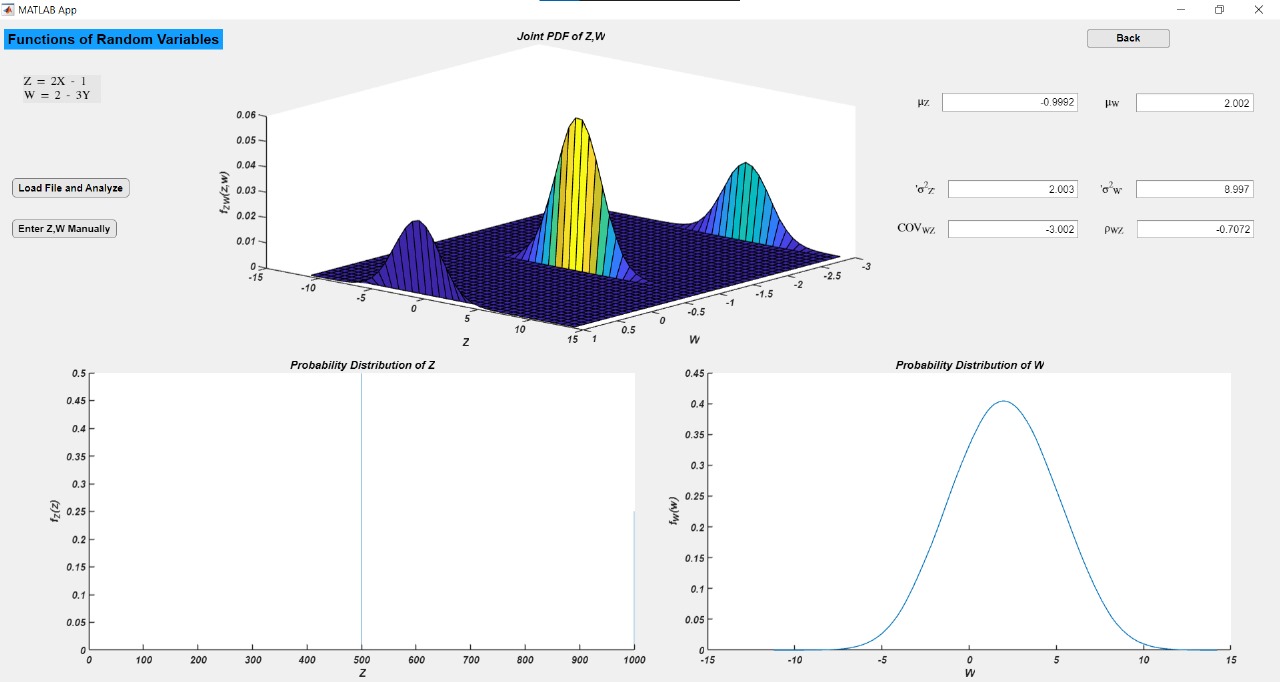 MATLAB App
Functions of Random Variables
Joint PDF of Z,W
Back
Z = 2X - 1
W = 2 - 3Y
Load File and Analyze
Enter Z,W Manually
f_ZW(z,w)
0.06
0.05
0.04
0.03
0.02
0.01
0
-15
-10
-5
0
5
10
15
Z
1
0.5
0
-0.5
-1
-1.5
-2
-2.5
-3
W
μZ -0.9992 μW 2.002
'σ²Z' 2.003 'σ²W' 8.997
COVWZ -3.002 ρWZ -0.7072
Probability Distribution of Z
f_Z(z)
0.5
0.45
0.4
0.35
0.3
0.25
0.2
0.15
0.1
0.05
0
0 100 200 300 400 500 600 700 800 900 1000
Z
Probability Distribution of W
f_W(w)
0.45
0.4
0.35
0.3
0.25
0.2
0.15
0.1
0.05
0
-15 -10 -5 0 5 10 15
W